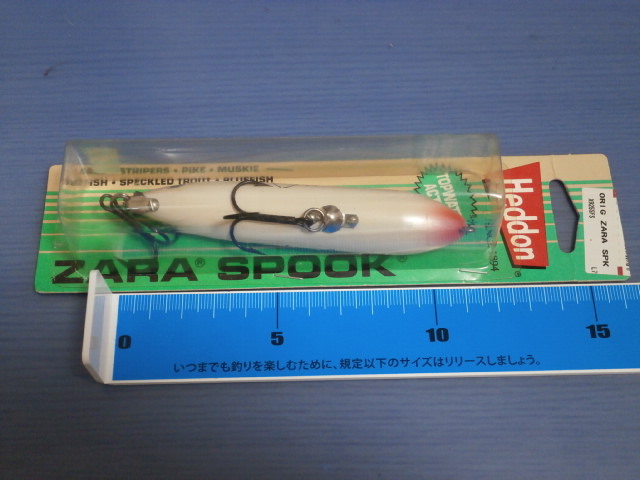 STRIPERS • PIKE • MUSKIE
FISH • SPECKLED TROUT • BLUEFISH
ZARA® SPOOK®
Heddon®
ORIG ZARA SPK
0 5 10 15
いつまでも釣りを楽しむために、規定以下のサイズはリリースしましょう。